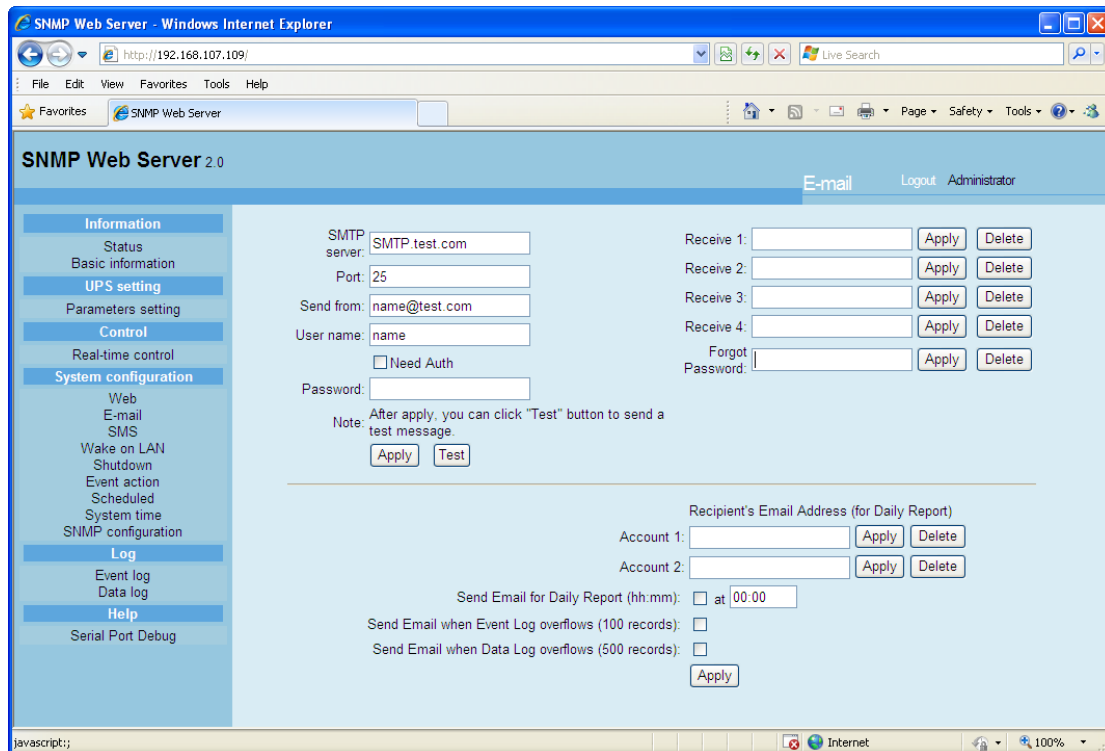 SNMP Web Server - Windows Internet Explorer
http://192.168.107.109/
Live Search
File Edit View Favorites Tools Help
Favorites
SNMP Web Server
Page Safety Tools
SNMP Web Server 2.0
E-mail
Logout Administrator
Information
Status
Basic information
UPS setting
Parameters setting
Control
Real-time control
System configuration
Web
E-mail
SMS
Wake on LAN
Shutdown
Event action
Scheduled
System time
SNMP configuration
Log
Event log
Data log
Help
Serial Port Debug
SMTP server: SMTP.test.com
Port: 25
Send from: name@test.com
User name: name
Need Auth
Password:
Note: After apply, you can click "Test" button to send a
test message.
Apply Test
Receive 1: Apply Delete
Receive 2: Apply Delete
Receive 3: Apply Delete
Receive 4: Apply Delete
Forgot Password: Apply Delete
Recipient's Email Address (for Daily Report)
Account 1: Apply Delete
Account 2: Apply Delete
Send Email for Daily Report (hh:mm): at 00:00
Send Email when Event Log overflows (100 records):
Send Email when Data Log overflows (500 records):
Apply
javascript:;
Internet
100%